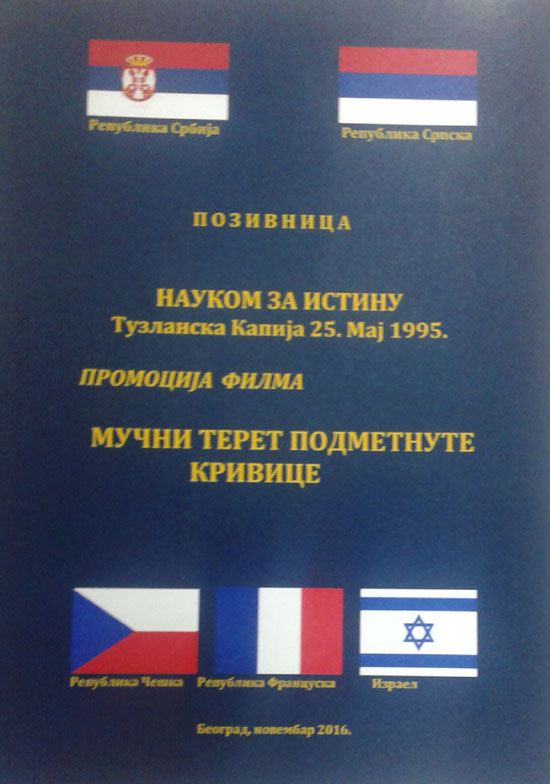 Република Србија
Република Српска
ПОЗИВНИЦА
НАУКОМ ЗА ИСТИНУ
Тузланска Капија 25. Мај 1995.
ПРОМОЦИЈА ФИЛМА
МУЧНИ ТЕРЕТ ПОДМЕТНУТЕ
КРИВИЦЕ
Република Чешка
Република Француска
Израел
Београд, новембар 2016.